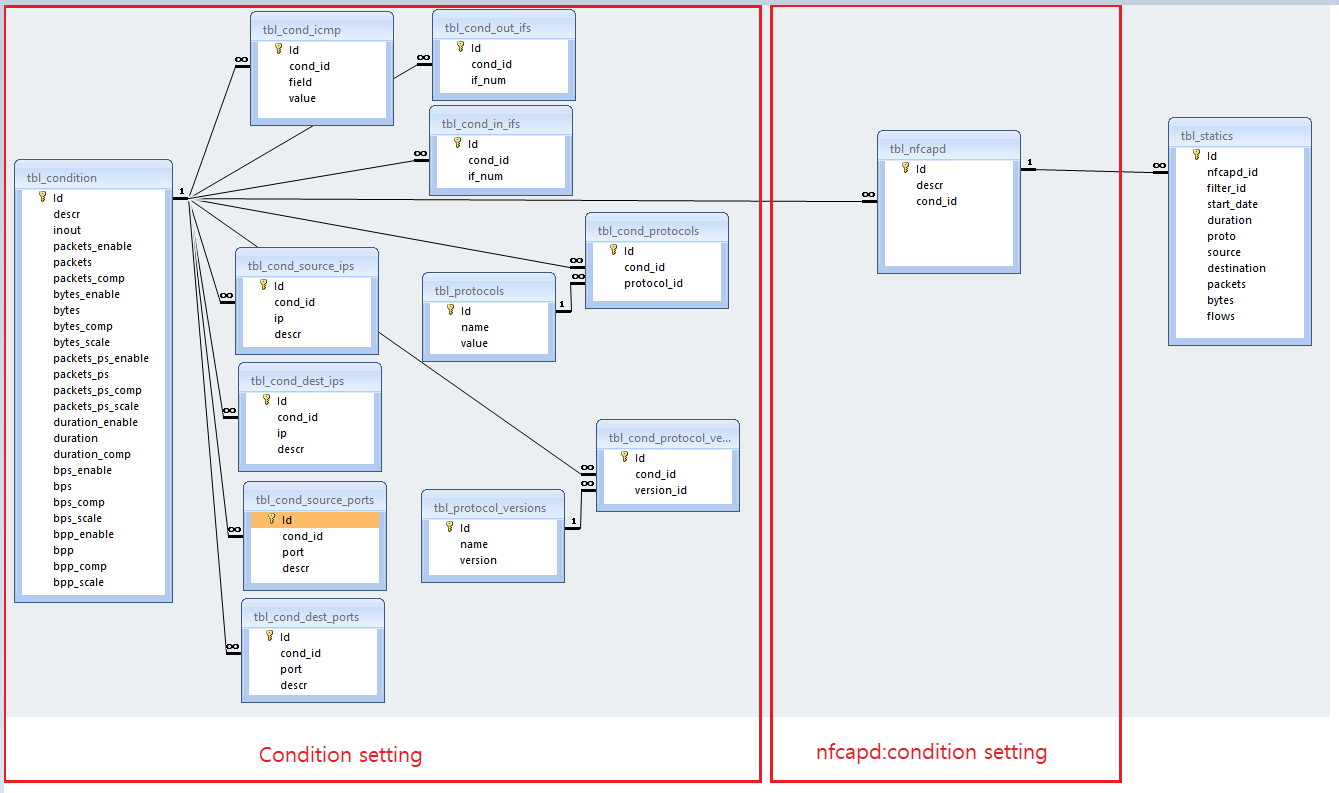 tbl_condition
Id
descr
inout
packets_enable
packets
packets_comp
bytes_enable
bytes
bytes_comp
bytes_scale
packets_ps_enable
packets_ps
packets_ps_comp
packets_ps_scale
duration_enable
duration
duration_comp
bps_enable
bps
bps_comp
bps_scale
bpp_enable
bpp
bpp_comp
bpp_scale
1
tbl_cond_icmp
Id
cond_id
field
value
∞
tbl_cond_out_ifs
Id
cond_id
if_num
∞
tbl_cond_in_ifs
Id
cond_id
if_num
∞
tbl_cond_source_ips
Id
cond_id
ip
descr
∞
tbl_cond_dest_ips
Id
cond_id
ip
descr
∞
tbl_cond_source_ports
Id
cond_id
port
descr
∞
tbl_cond_dest_ports
Id
cond_id
port
descr
∞
tbl_protocols
Id
name
value
1
tbl_cond_protocols
Id
cond_id
protocol_id
∞
∞
tbl_protocol_versions
Id
name
version
1
tbl_cond_protocol_ve...
Id
cond_id
version_id
∞
∞
Condition setting
tbl_nfcapd
Id
descr
cond_id
∞
1
nfcapd:condition setting
tbl_statics
Id
nfcapd_id
filter_id
start_date
duration
proto
source
destination
packets
bytes
flows
∞